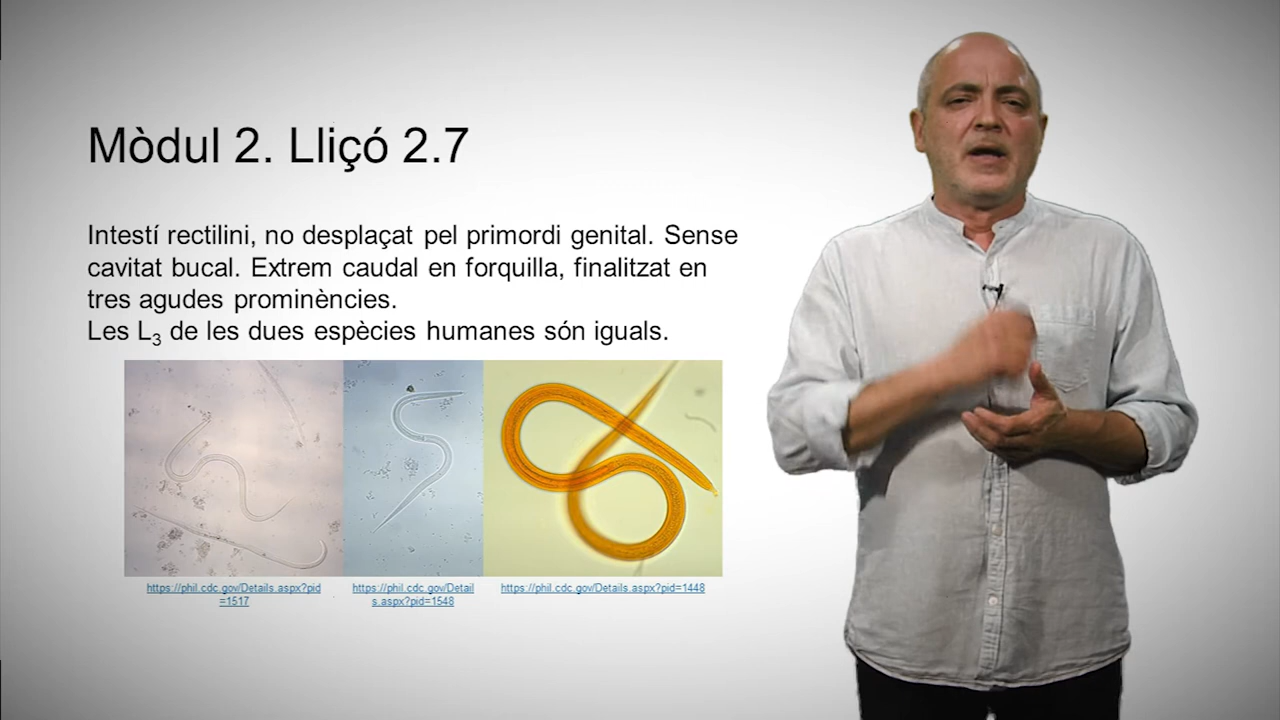 Mòdul 2. Lliçó 2.7
Intestí rectilini, no desplaçat pel primordi genital. Sense
cavitat bucal. Extrem caudal en forquilla, finalitzat en
tres agudes prominències.
Les L₃ de les dues espècies humanes són iguals.
https://phil.cdc.gov/Details.aspx?pid
=1517
https://phil.cdc.gov/Detail
s.aspx?pid=1548
https://phil.cdc.gov/Details.aspx?pid=1448